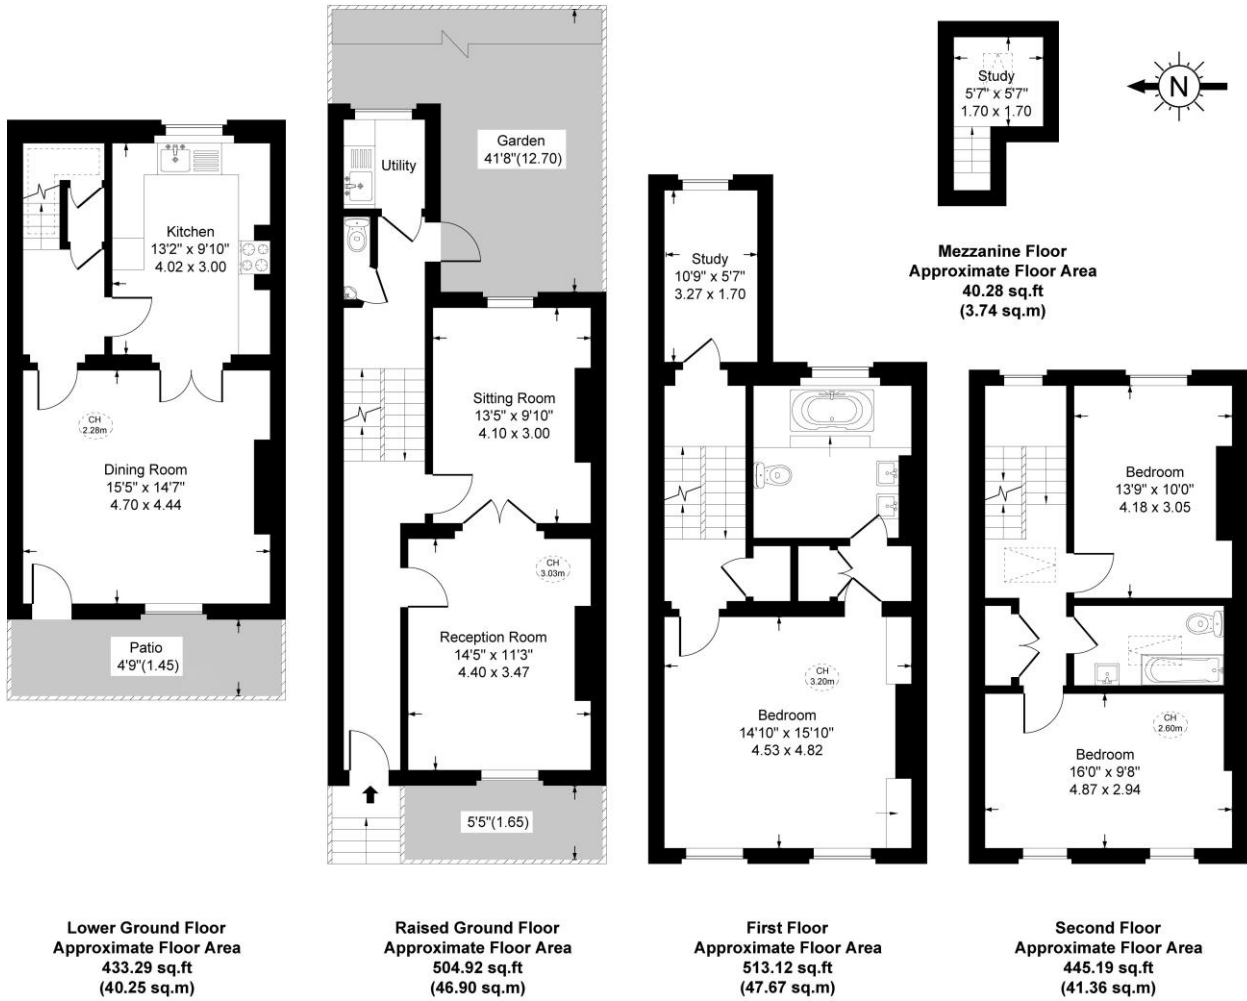 Kitchen
13'2" x 9'10"
4.02 x 3.00
CH
2.28m
Dining Room
15'5" x 14'7"
4.70 x 4.44
Patio
4'9"(1.45)
Lower Ground Floor
Approximate Floor Area
433.29 sq.ft
(40.25 sq.m)
Garden
41'8"(12.70)
Utility
Sitting Room
13'5" x 9'10"
4.10 x 3.00
CH
3.03m
Reception Room
14'5" x 11'3"
4.40 x 3.47
5'5"(1.65)
Raised Ground Floor
Approximate Floor Area
504.92 sq.ft
(46.90 sq.m)
Study
10'9" x 5'7"
3.27 x 1.70
CH
3.20m
Bedroom
14'10" x 15'10"
4.53 x 4.82
First Floor
Approximate Floor Area
513.12 sq.ft
(47.67 sq.m)
Study
5'7" x 5'7"
1.70 x 1.70
Mezzanine Floor
Approximate Floor Area
40.28 sq.ft
(3.74 sq.m)
N
Bedroom
13'9" x 10'0"
4.18 x 3.05
CH
2.60m
Bedroom
16'0" x 9'8"
4.87 x 2.94
Second Floor
Approximate Floor Area
445.19 sq.ft
(41.36 sq.m)